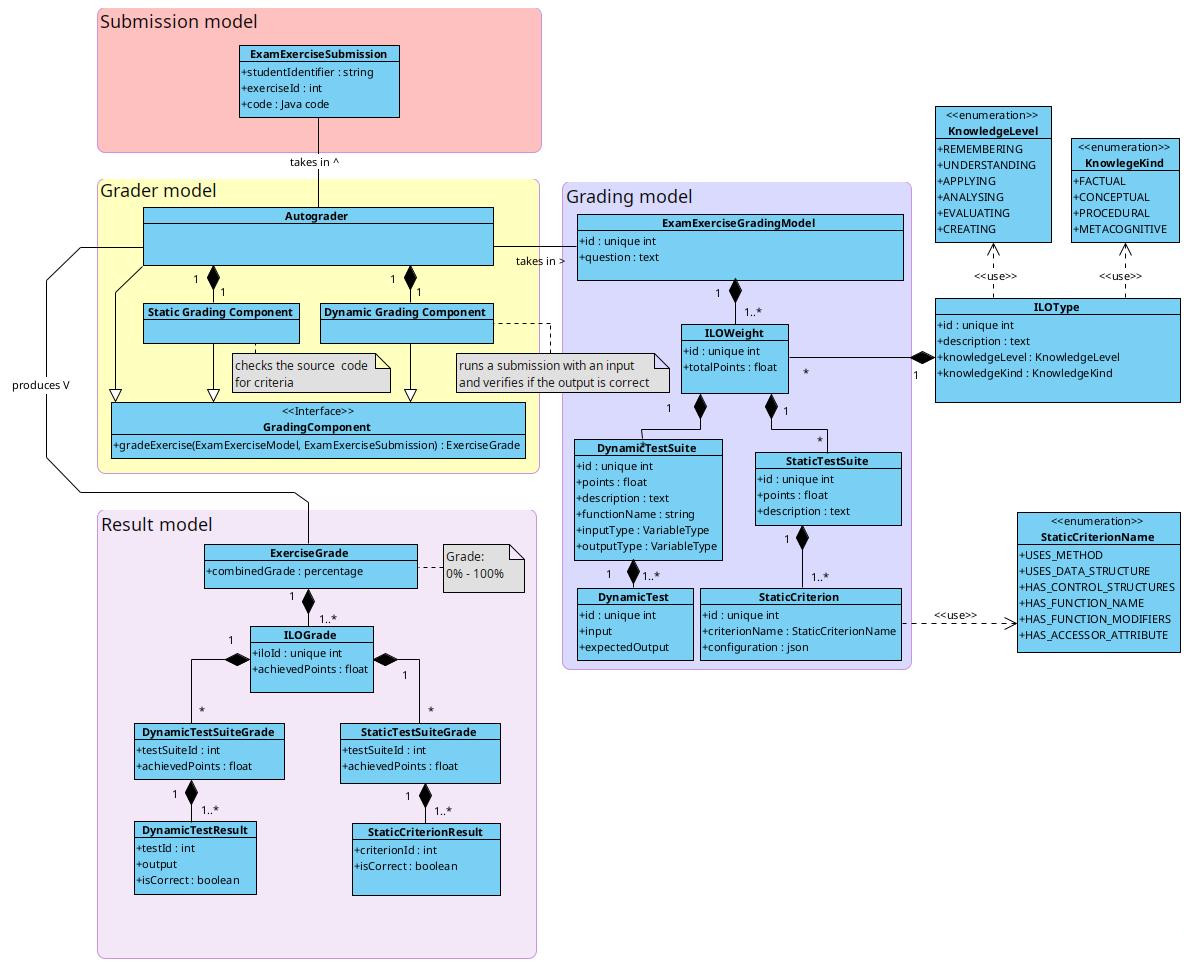 Submission model
ExamExerciseSubmission
+studentIdentifier : string
+exerciseId : int
+code : Java code
takes in ^
Grader model
Autograder
1
1
1
1
Static Grading Component
Dynamic Grading Component
checks the source  code
for criteria
runs a submission with an input
and verifies if the output is correct
<<Interface>>
GradingComponent
+gradeExercise(ExamExerciseModel, ExamExerciseSubmission) : ExerciseGrade
produces V
takes in >
Grading model
ExamExerciseGradingModel
+id : unique int
+question : text
1
1..*
ILOWeight
+id : unique int
+totalPoints : float
*
1
1
1
*
*
DynamicTestSuite
+id : unique int
+points : float
+description : text
+functionName : string
+inputType : VariableType
+outputType : VariableType
StaticTestSuite
+id : unique int
+points : float
+description : text
1
1..*
1
1..*
DynamicTest
+id : unique int
+input
+expectedOutput
StaticCriterion
+id : unique int
+criterionName : StaticCriterionName
+configuration : json
<<enumeration>>
KnowledgeLevel
+REMEMBERING
+UNDERSTANDING
+APPLYING
+ANALYSING
+EVALUATING
+CREATING
<<enumeration>>
KnowlegeKind
+FACTUAL
+CONCEPTUAL
+PROCEDURAL
+METACOGNITIVE
<<use>>
<<use>>
ILOType
+id : unique int
+description : text
+knowledgeLevel : KnowledgeLevel
+knowledgeKind : KnowledgeKind
<<use>>
<<enumeration>>
StaticCriterionName
+USES_METHOD
+USES_DATA_STRUCTURE
+HAS_CONTROL_STRUCTURES
+HAS_FUNCTION_NAME
+HAS_FUNCTION_MODIFIERS
+HAS_ACCESSOR_ATTRIBUTE
Result model
ExerciseGrade
+combinedGrade : percentage
Grade:
0% - 100%
1
1..*
ILOGrade
+iloId : unique int
+achievedPoints : float
1
1
*
*
DynamicTestSuiteGrade
+testSuiteId : int
+achievedPoints : float
StaticTestSuiteGrade
+testSuiteId : int
+achievedPoints : float
1
1..*
1
1..*
DynamicTestResult
+testId : int
+output
+isCorrect : boolean
StaticCriterionResult
+criterionId : int
+isCorrect : boolean